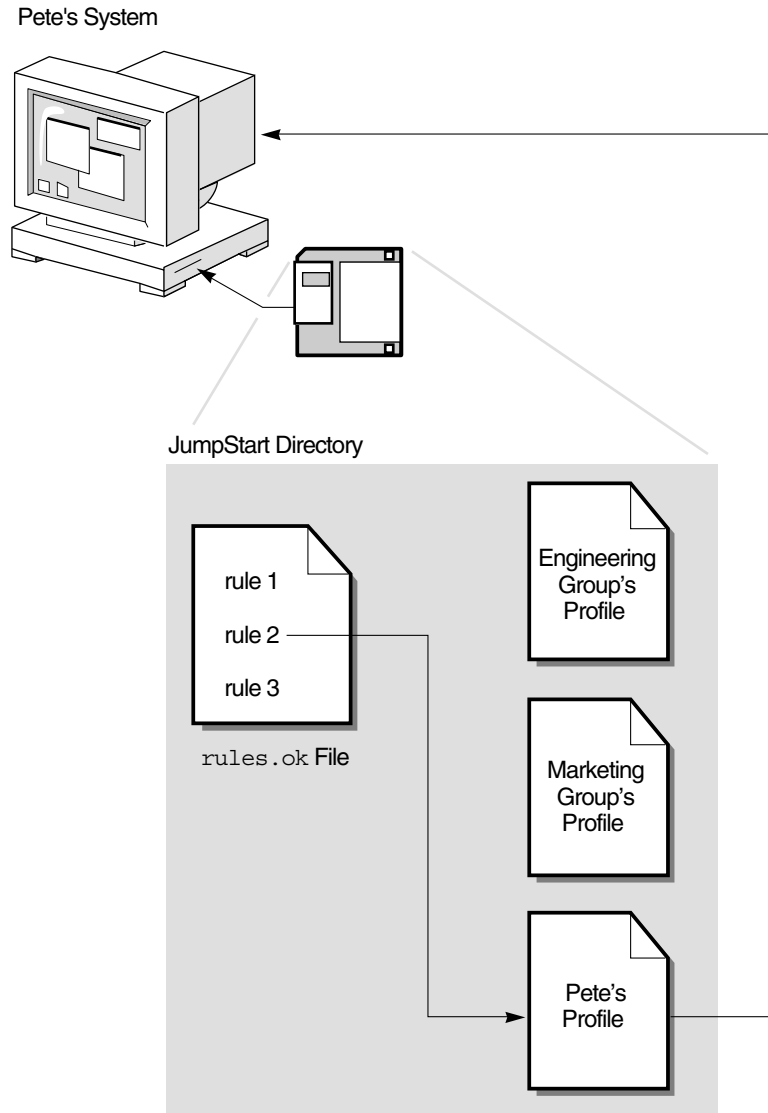 Pete's System
JumpStart Directory
rule 1
rule 2
rule 3
rules.ok File
Engineering
Group's
Profile
Marketing
Group's
Profile
Pete's
Profile